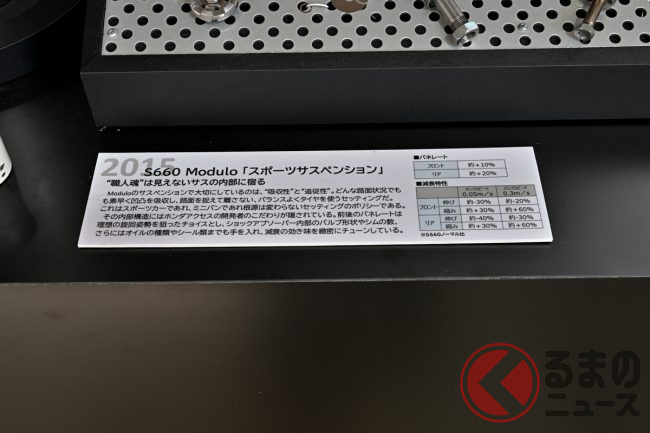 2015
S660 Modulo「スポーツサスペンション」
“職人魂”は見えないサスの内部に宿る
Moduloのサスペンションで大切にしているのは、“吸収性”と“追従性”。どんな路面状況でも
素早く凹凸を吸収し、路面を捉えて離さない、バランスよくタイヤを使うセッティングだ。
これはスポーツカーであれ、ミニバンであれ根源は変わらないセッティングのポリシーである。
その内部構造にはホンダアクセスの開発者のこだわりが隠されている。前後のバネレートは
理想の旋回姿勢を狙ったチョイスとし、ショックアブソーバー内部のバルブ形状やシムの数、
さらにはオイルの種類やシール類までも手を入れ、減衰の効き味を緻密にチューンしている。
■バネレート
フロント 約+10%
リア 約+20%
■減衰特性
0.05m/s 0.3m/s
フロント 伸び 約-30% 約-20%
縮み 約+30% 約+60%
リア 伸び 約-40% 約-30%
縮み 約+30% 約+60%
※S660ノーマル比
くるまの
ニュース